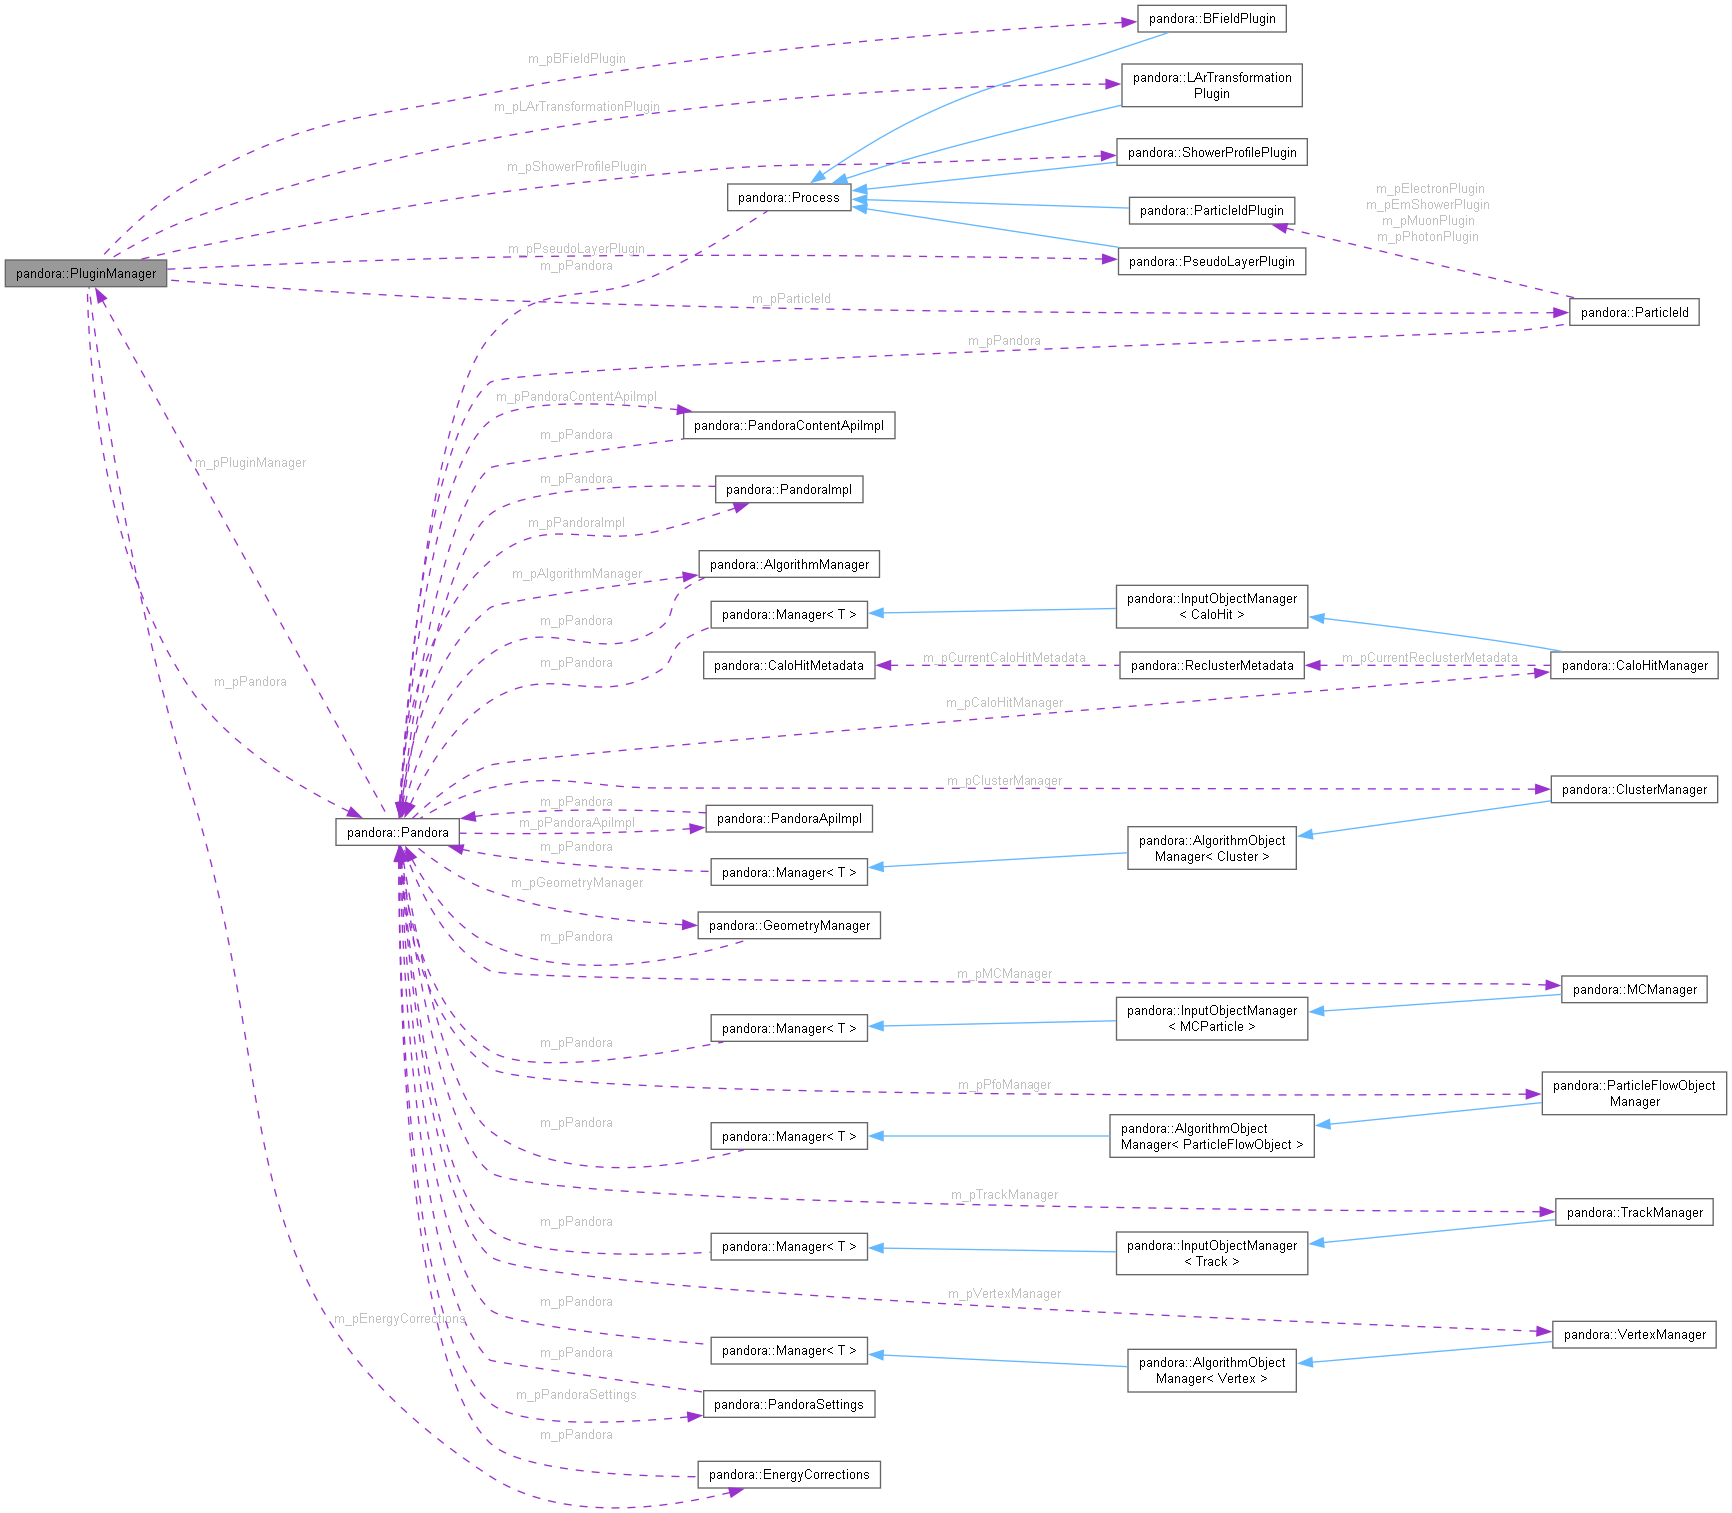 pandora::BFieldPlugin
m_pBFieldPlugin
pandora::LArTransformation
Plugin
m_pLArTransformationPlugin
pandora::ShowerProfilePlugin
m_pShowerProfilePlugin
pandora::Process
m_pElectronPlugin
m_pEmShowerPlugin
m_pMuonPlugin
m_pPhotonPlugin
pandora::ParticleIdPlugin
m_pPseudoLayerPlugin
m_pPandora
pandora::PseudoLayerPlugin
pandora::PluginManager
m_pParticleId
pandora::ParticleId
m_pPandora
m_pPandoraContentApiImpl
pandora::PandoraContentApiImpl
m_pPandora
m_pPluginManager
m_pPandora
pandora::PandoraImpl
m_pPandoraImpl
pandora::AlgorithmManager
m_pAlgorithmManager
pandora::Manager< T >
pandora::InputObjectManager
< CaloHit >
m_pPandora
m_pPandora
pandora::CaloHitMetadata
m_pCurrentCaloHitMetadata
pandora::ReclusterMetadata
m_pCurrentReclusterMetadata
pandora::CaloHitManager
m_pPandora
m_pCaloHitManager
m_pClusterManager
pandora::ClusterManager
m_pPandora
pandora::PandoraApiImpl
m_pPandoraApiImpl
pandora::Pandora
m_pPandora
pandora::AlgorithmObject
Manager< Cluster >
pandora::Manager< T >
m_pGeometryManager
pandora::GeometryManager
m_pPandora
m_pMCManager
pandora::MCManager
pandora::InputObjectManager
< MCParticle >
pandora::Manager< T >
m_pPandora
m_pPfoManager
pandora::ParticleFlowObject
Manager
m_pPandora
pandora::Manager< T >
pandora::AlgorithmObject
Manager< ParticleFlowObject >
m_pTrackManager
pandora::TrackManager
m_pPandora
pandora::Manager< T >
pandora::InputObjectManager
< Track >
m_pPandora
m_pVertexManager
m_pEnergyCorrections
pandora::VertexManager
pandora::Manager< T >
m_pPandora
pandora::AlgorithmObject
Manager< Vertex >
m_pPandoraSettings
pandora::PandoraSettings
m_pPandora
pandora::EnergyCorrections